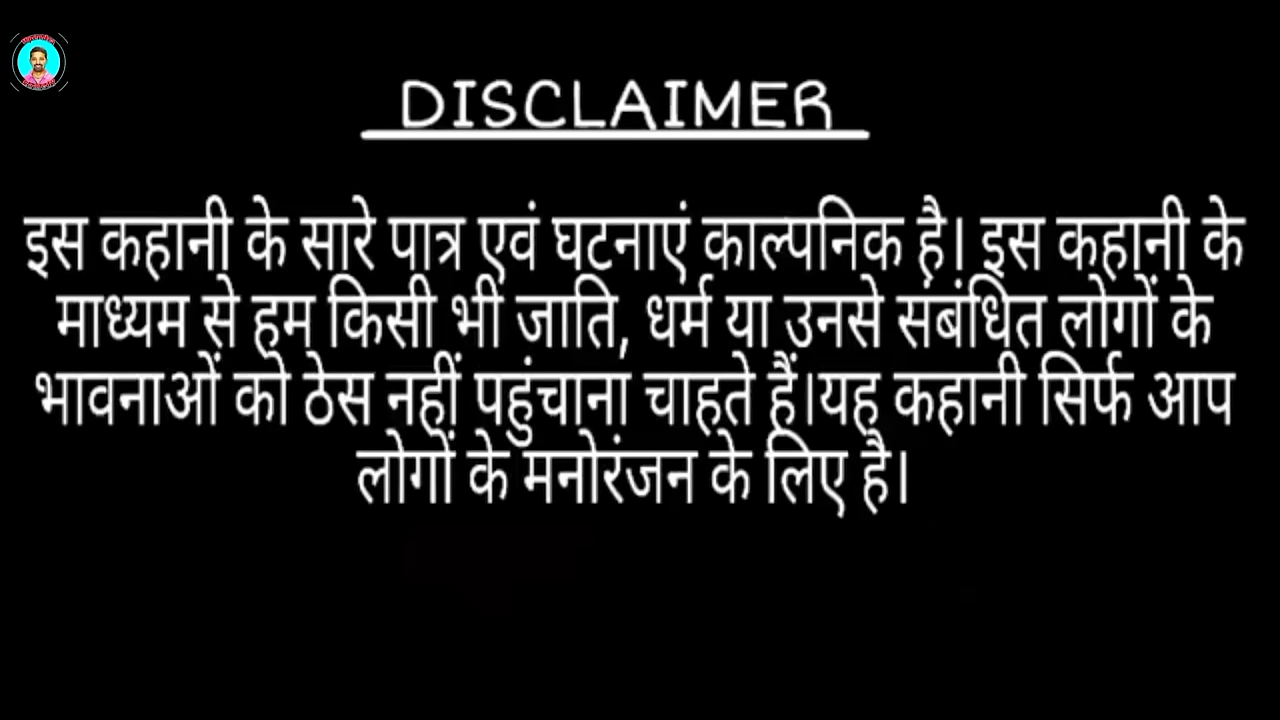 DISCLAIMER
इस कहानी के सारे पात्र एवं घटनाएं काल्पनिक है। इस कहानी के
माध्यम से हम किसी भी जाति, धर्म या उनसे संबंधित लोगों के
भावनाओं को ठेस नहीं पहुंचाना चाहते हैं।यह कहानी सिर्फ आप
लोगों के मनोरंजन के लिए है।